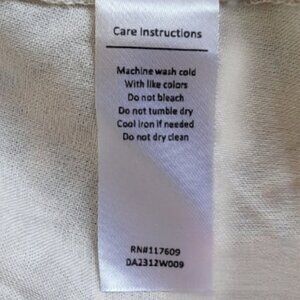 Care Instructions
Machine wash cold
With like colors
Do not bleach
Do not tumble dry
Cool iron if needed
Do not dry clean
RN#117609
DA2312W009